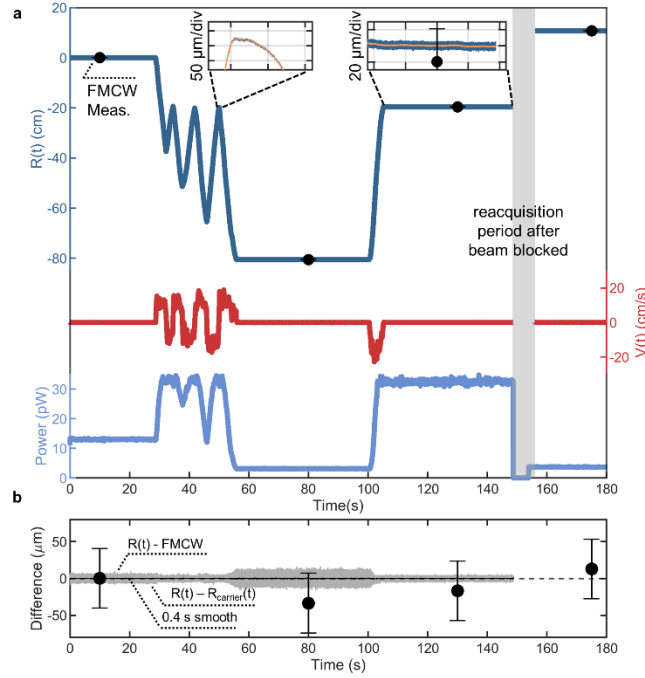 a
50 µm/div
20 µm/div
0
-20
-40
-60
-80
R(t) (cm)
FMCW
Meas.
reacquisition
period after
beam blocked
20
0
-20
V(t) (cm/s)
30
20
10
0
Power (pW)
0 20 40 60 80 100 120 140 160 180
Time(s)
b
50
0
-50
Difference (µm)
R(t) - FMCW
R(t) – Rcarrier(t)
0.4 s smooth
0 20 40 60 80 100 120 140 160 180
Time (s)